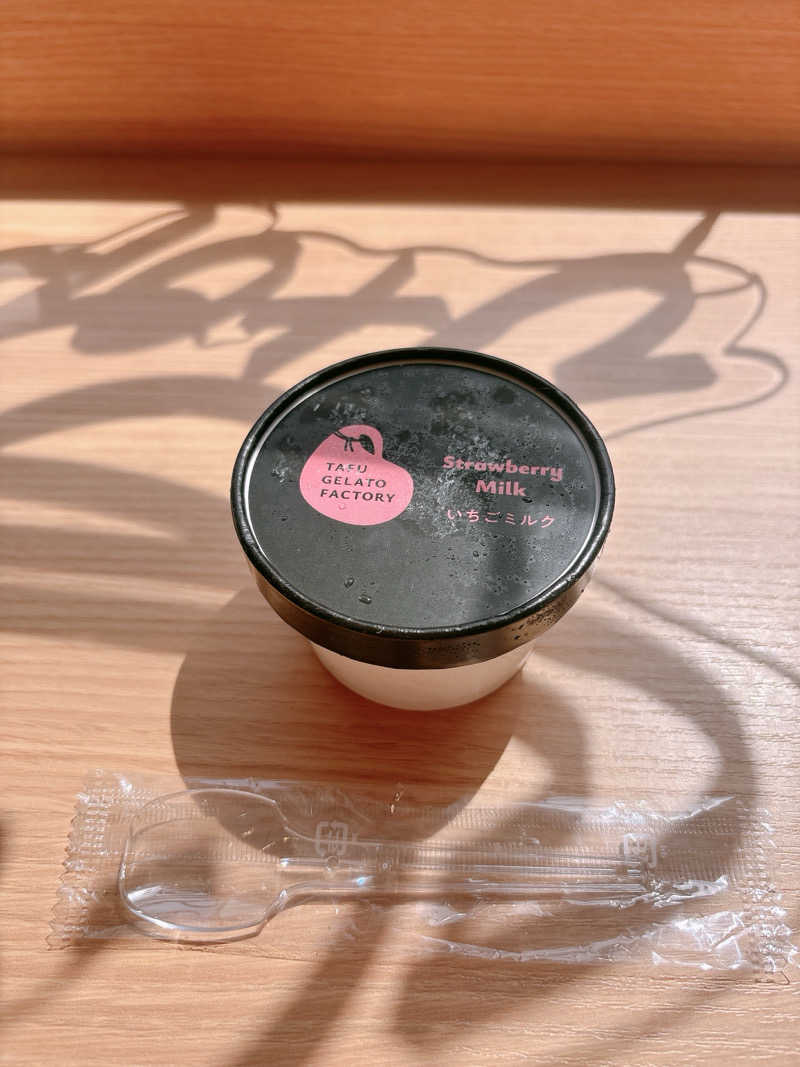 TAFU
GELATO
FACTORY
Strawberry
Milk
いちごミルク